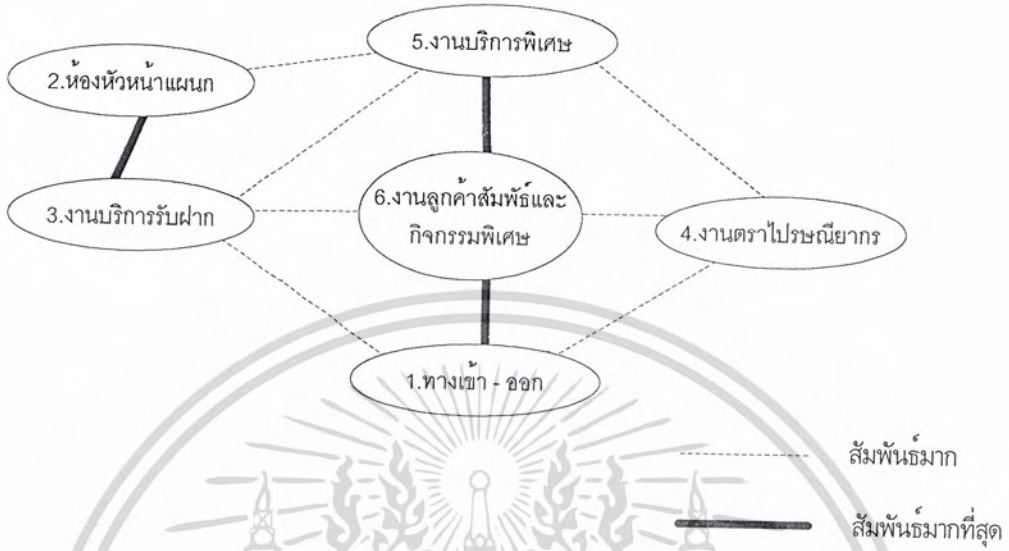 5.งานบริการพิเศษ
2.ห้องหัวหน้าแผนก
3.งานบริการรับฝาก
6.งานลูกค้าสัมพัธ์และ
กิจกรรมพิเศษ
4.งานตราไปรษณียากร
1.ทางเข้า - ออก
สัมพันธ์มาก
สัมพันธ์มากที่สุด